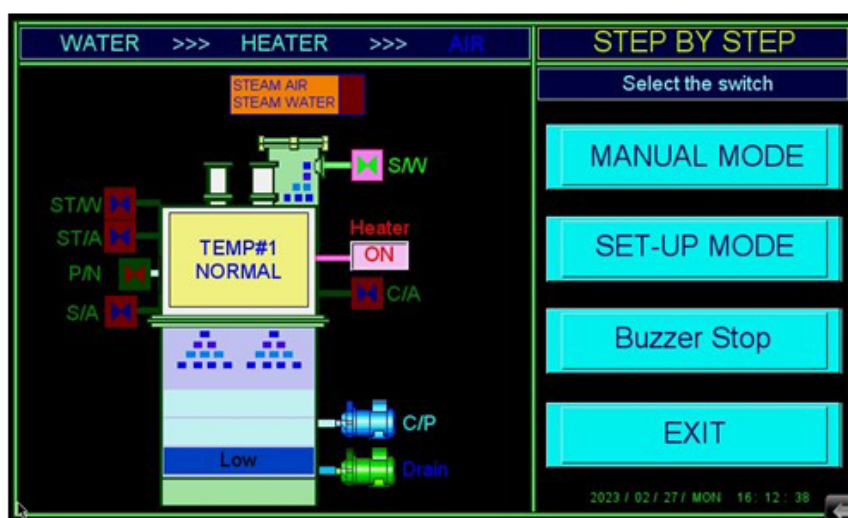 WATER >>> HEATER >>> AIR
STEP BY STEP
Select the switch
STEAM AIR
STEAM WATER
S/W
ST/W
ST/A
P/N
S/A
TEMP#1
NORMAL
Heater
ON
C/A
C/P
Low
Drain
MANUAL MODE
SET-UP MODE
Buzzer Stop
EXIT
2023 / 02 / 27 / MON 16: 12 : 38